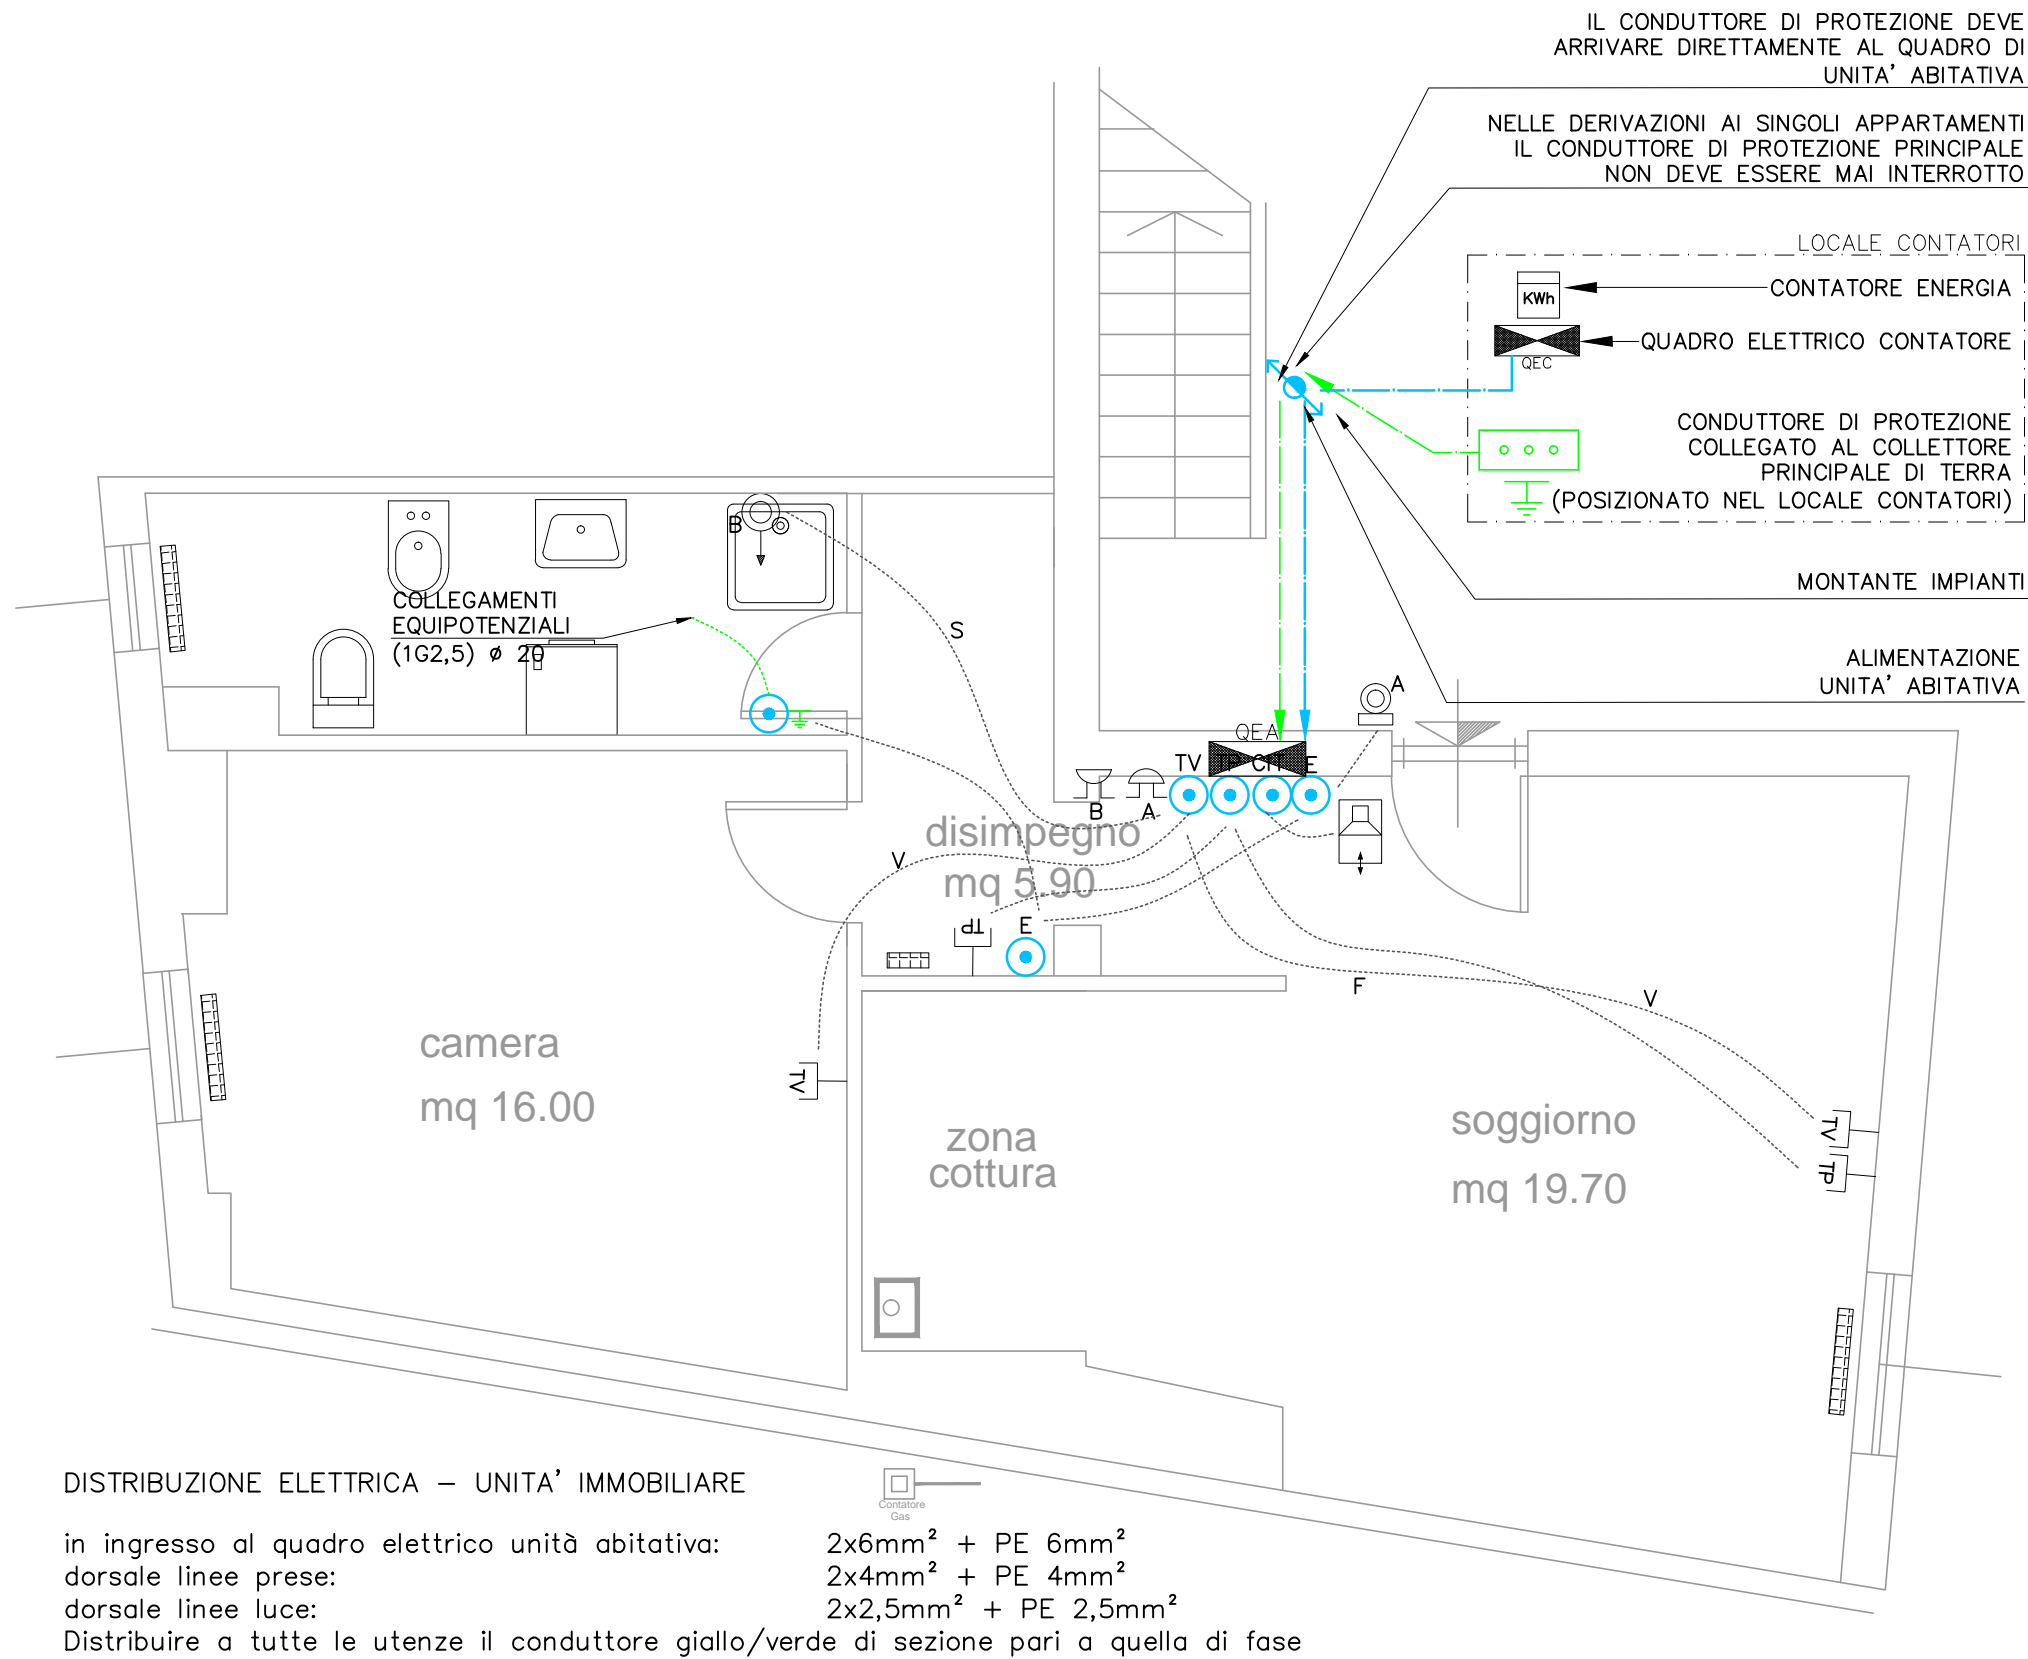 IL CONDUTTORE DI PROTEZIONE DEVE
ARRIVARE DIRETTAMENTE AL QUADRO DI
UNITA' ABITATIVA
NELLE DERIVAZIONI AI SINGOLI APPARTAMENTI
IL CONDUTTORE DI PROTEZIONE PRINCIPALE
NON DEVE ESSERE MAI INTERROTTO
LOCALE CONTATORI
KWh
CONTATORE ENERGIA
QUADRO ELETTRICO CONTATORE
QEC
CONDUTTORE DI PROTEZIONE
COLLEGATO AL COLLETTORE
PRINCIPALE DI TERRA
(POSIZIONATO NEL LOCALE CONTATORI)
MONTANTE IMPIANTI
ALIMENTAZIONE
UNITA' ABITATIVA
B
COLLEGAMENTI
EQUIPOTENZIALI
(1G2,5) ø 20
S
A
QEA
TV TP CIT E
B A
disimpegno
mq 5.90
V
TP E
F
V
camera
mq 16.00
TV
zona
cottura
soggiorno
mq 19.70
TV
TP
DISTRIBUZIONE ELETTRICA – UNITA' IMMOBILIARE
Contatore
Gas
in ingresso al quadro elettrico unità abitativa: 2x6mm² + PE 6mm²
dorsale linee prese: 2x4mm² + PE 4mm²
dorsale linee luce: 2x2,5mm² + PE 2,5mm²
Distribuire a tutte le utenze il conduttore giallo/verde di sezione pari a quella di fase